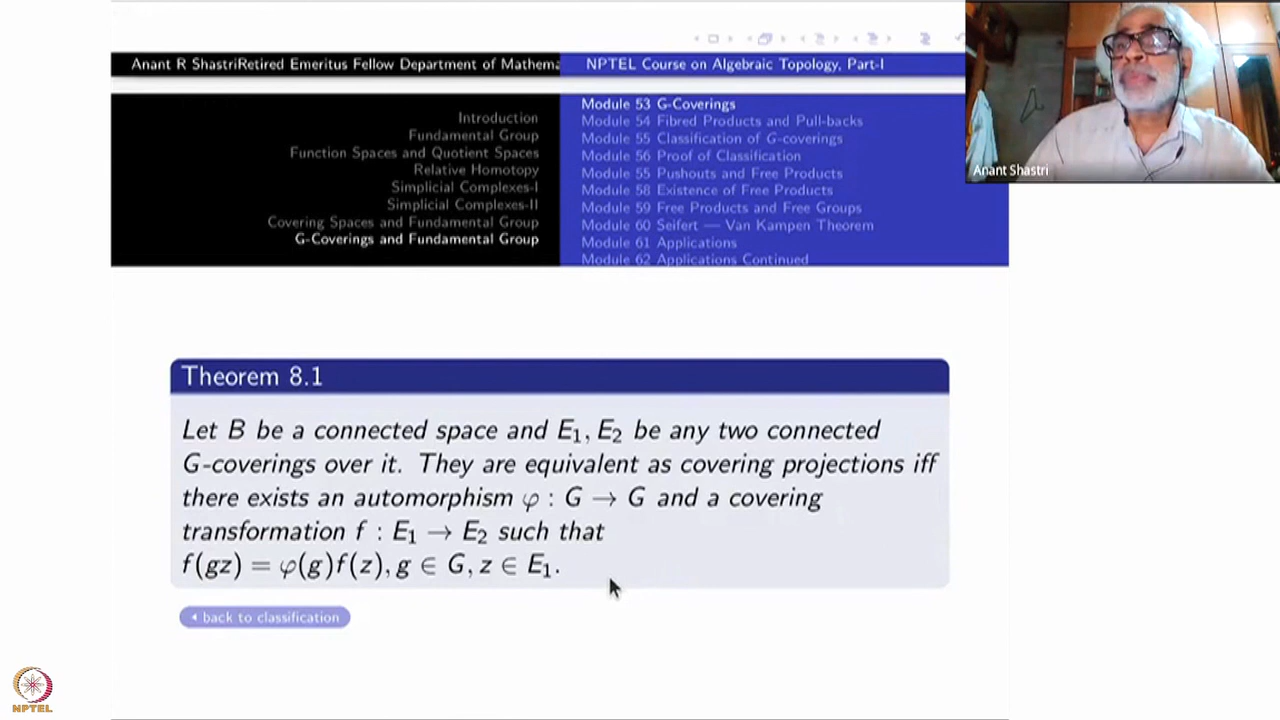 Anant R ShastriRetired Emeritus Fellow Department of Mathema
NPTEL Course on Algebraic Topology, Part-I
Introduction
Fundamental Group
Function Spaces and Quotient Spaces
Relative Homotopy
Simplicial Complexes-I
Simplicial Complexes-II
Covering Spaces and Fundamental Group
G-Coverings and Fundamental Group
Module 53 G-Coverings
Module 54 Fibred Products and Pull-backs
Module 55 Classification of G-coverings
Module 56 Proof of Classification
Module 55 Pushouts and Free Products
Module 58 Existence of Free Products
Module 59 Free Products and Free Groups
Module 60 Seifert — Van Kampen Theorem
Module 61 Applications
Module 62 Applications Continued
Anant Shastri
Theorem 8.1
Let B be a connected space and E₁, E₂ be any two connected
G-coverings over it. They are equivalent as covering projections iff
there exists an automorphism φ : G → G and a covering
transformation f : E₁ → E₂ such that
f(gz) = φ(g)f(z), g ∈ G, z ∈ E₁.
back to classification
NPTEL